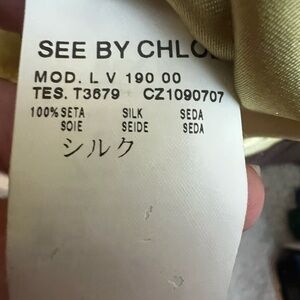 SEE BY CHLO
MOD. L V 190 00
TES. T3679 CZ1090707
100% SETA SILK SEDA
SOIE SEIDE SEDA
シルク